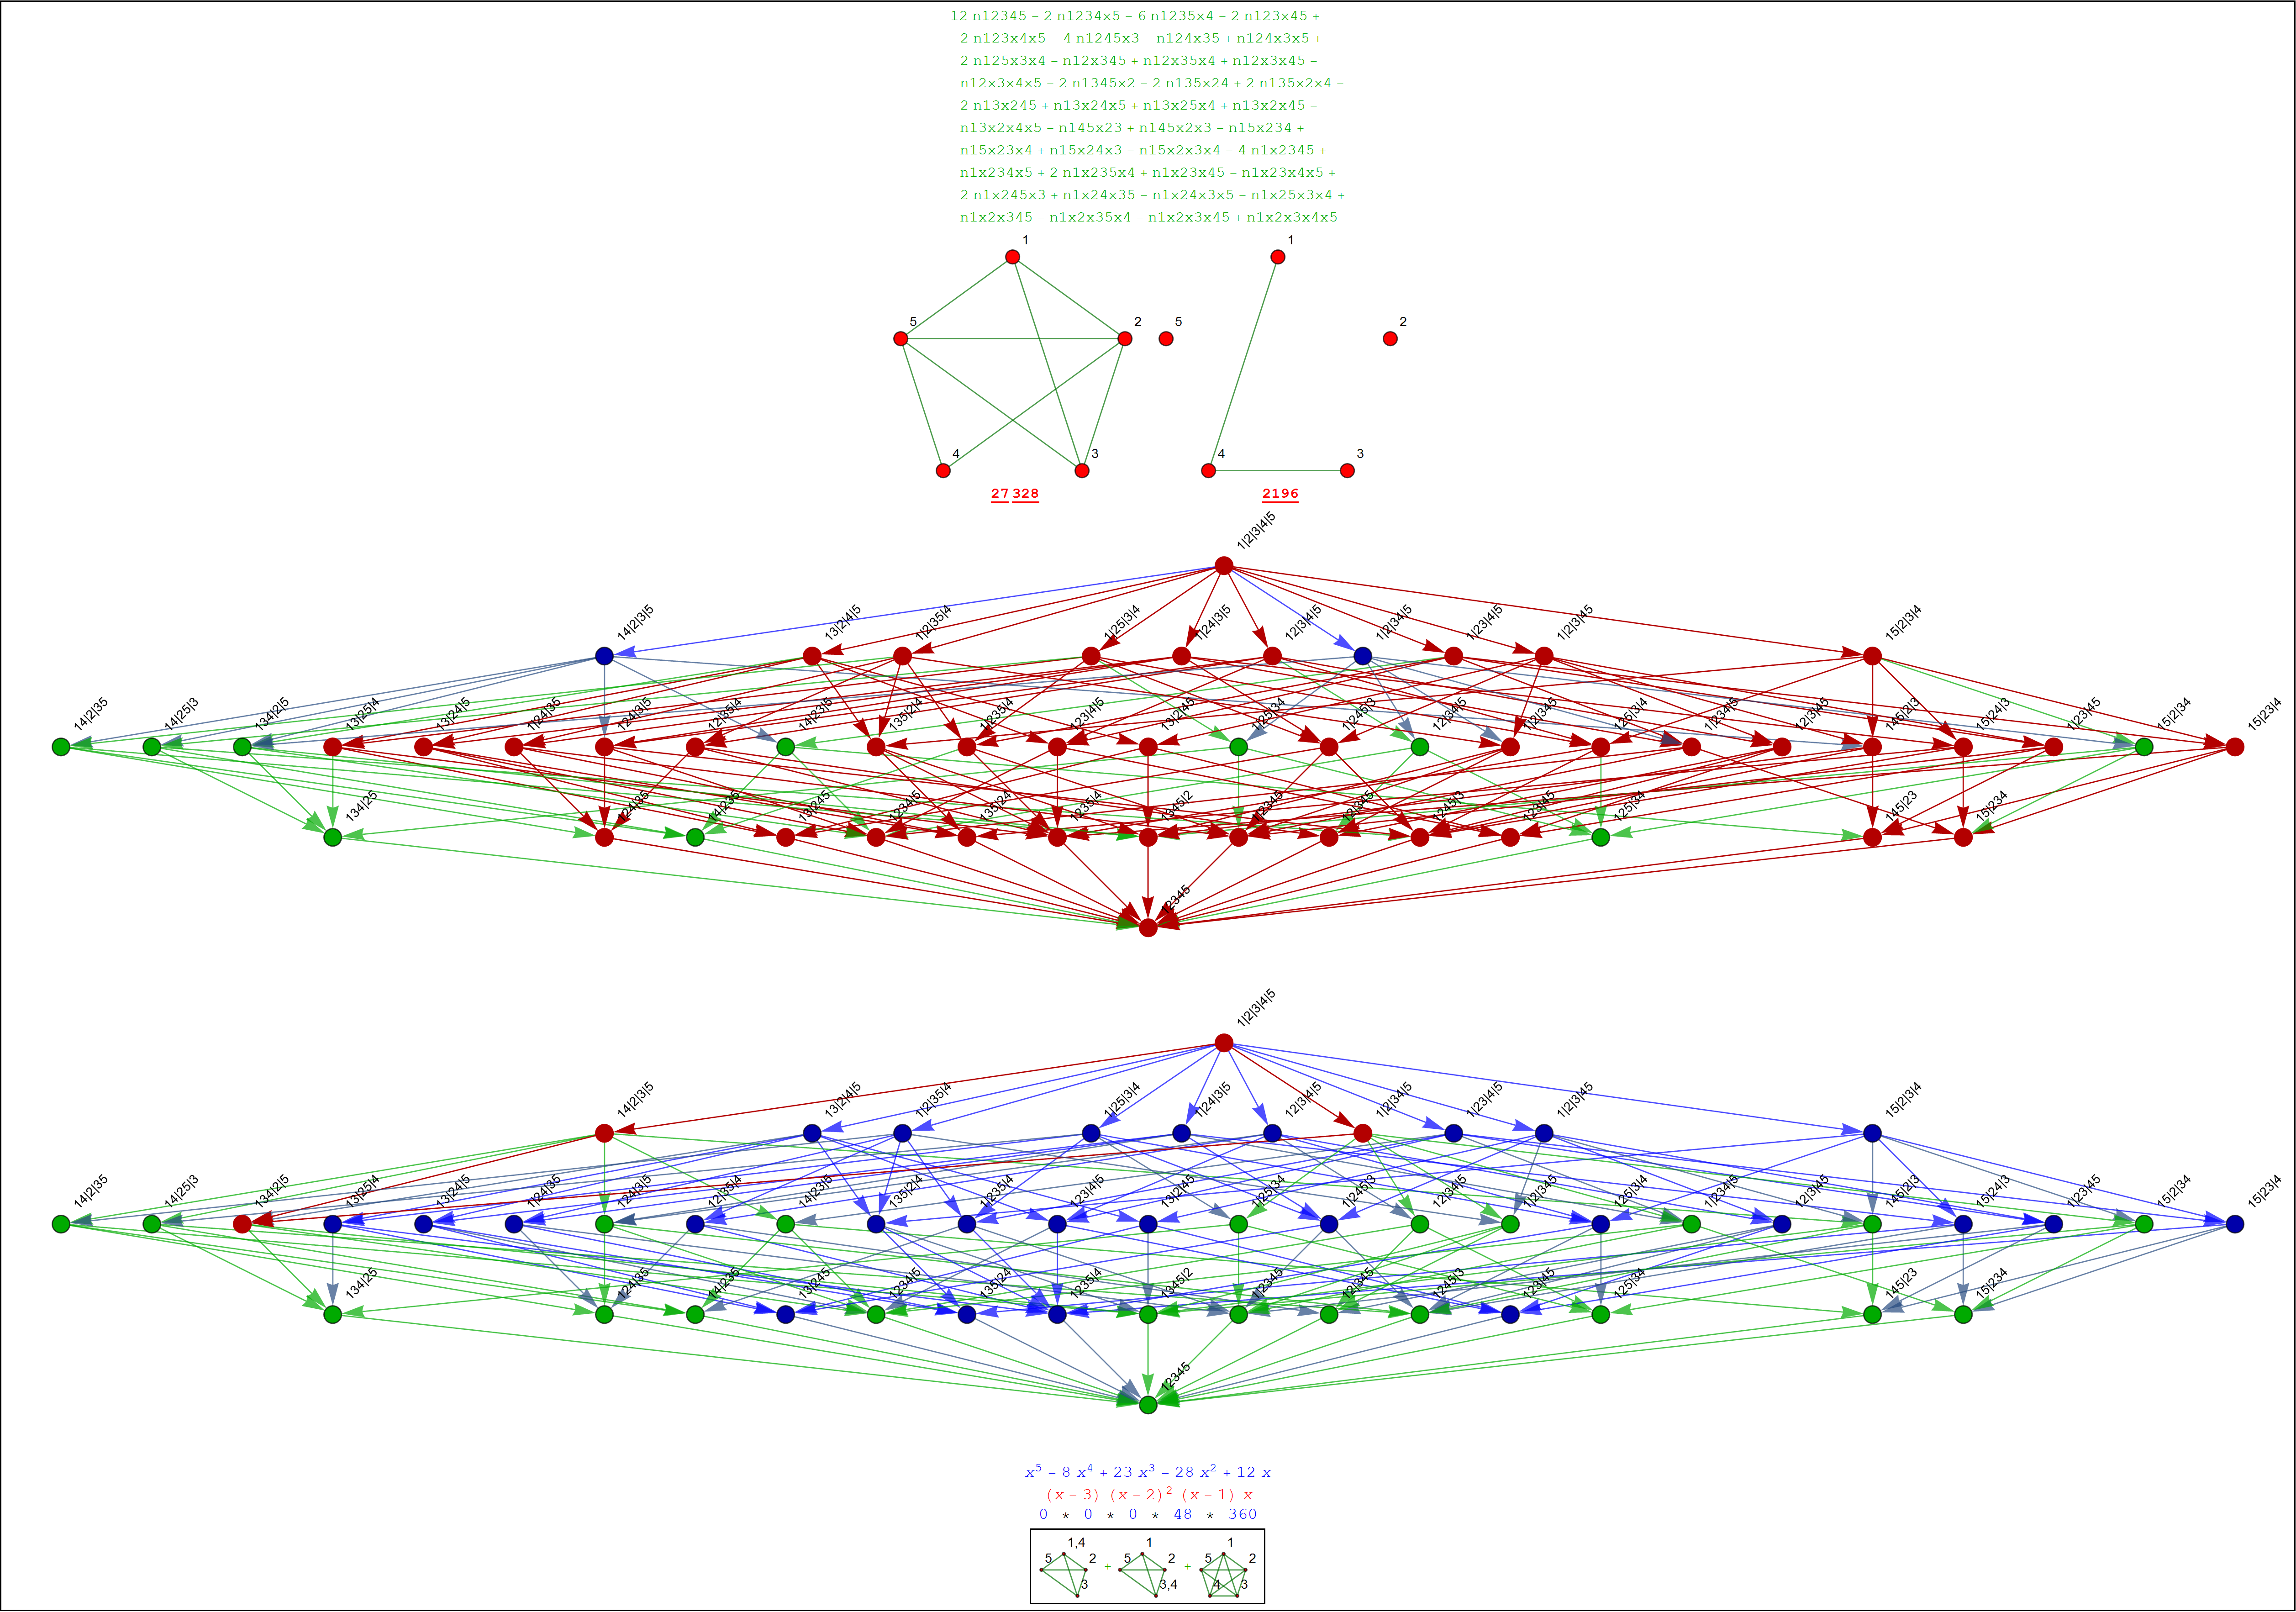 12 n12345 − 2 n1234x5 − 6 n1235x4 − 2 n123x45 +
2 n123x4x5 − 4 n1245x3 − n124x35 + n124x3x5 +
2 n125x3x4 − n12x345 + n12x35x4 + n12x3x45 −
n12x3x4x5 − 2 n1345x2 − 2 n135x24 + 2 n135x2x4 −
2 n13x245 + n13x24x5 + n13x25x4 + n13x2x45 −
n13x2x4x5 − n145x23 + n145x2x3 − n15x234 +
n15x23x4 + n15x24x3 − n15x2x3x4 − 4 n1x2345 +
n1x234x5 + 2 n1x235x4 + n1x23x45 − n1x23x4x5 +
2 n1x245x3 + n1x24x35 − n1x24x3x5 − n1x25x3x4 +
n1x2x345 − n1x2x35x4 − n1x2x3x45 + n1x2x3x4x5
1 1
5 2 5 2
4 3 4 3
27 328 2196
1|2|3|4|5
14|2|3|5 13|2|4|5 1|2|35|4 1|25|3|4 1|24|3|5 12|3|4|5 1|2|34|5 1|23|4|5 1|2|3|45 15|2|3|4
14|2|35 14|25|3 134|2|5 13|25|4 13|24|5 1|24|35 124|3|5 12|35|4 14|23|5 135|2|4 1|235|4 123|4|5 13|2|45 1|25|34 1|245|3 12|34|5 1|2|345 125|3|4 1|234|5 12|3|45 145|2|3 15|24|3 1|23|45 15|2|34 15|23|4
134|25 124|35 14|235 13|245 1234|5 135|24 1235|4 1345|2 1|2345 12|345 1245|3 123|45 125|34 145|23 15|234
12345
1|2|3|4|5
14|2|3|5 13|2|4|5 1|2|35|4 1|25|3|4 1|24|3|5 12|3|4|5 1|2|34|5 1|23|4|5 1|2|3|45 15|2|3|4
14|2|35 14|25|3 134|2|5 13|25|4 13|24|5 1|24|35 124|3|5 12|35|4 14|23|5 135|2|4 1|235|4 123|4|5 13|2|45 1|25|34 1|245|3 12|34|5 1|2|345 125|3|4 1|234|5 12|3|45 145|2|3 15|24|3 1|23|45 15|2|34 15|23|4
134|25 124|35 14|235 13|245 1234|5 135|24 1235|4 1345|2 1|2345 12|345 1245|3 123|45 125|34 145|23 15|234
12345
x⁵ − 8 x⁴ + 23 x³ − 28 x² + 12 x
(x − 3) (x − 2)² (x − 1) x
0 * 0 * 0 * 48 * 360
1,4 1 1
5 2 + 5 2 + 5 2
3 3,4 4 3